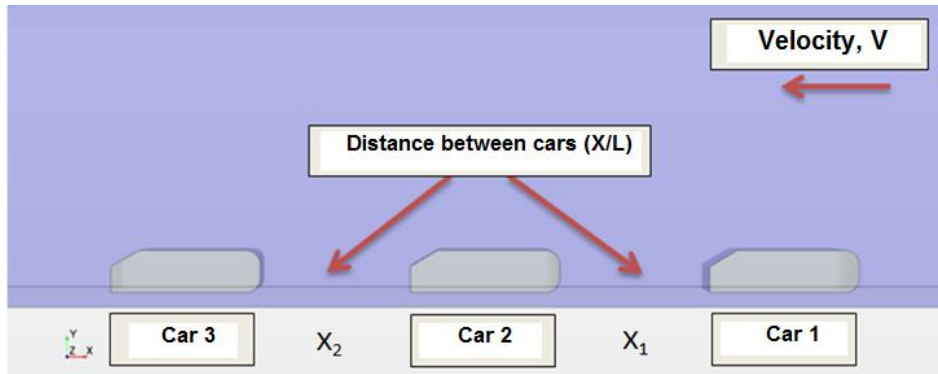 Velocity, V
Distance between cars (X/L)
Y
Z X
Car 3
X₂
Car 2
X₁
Car 1